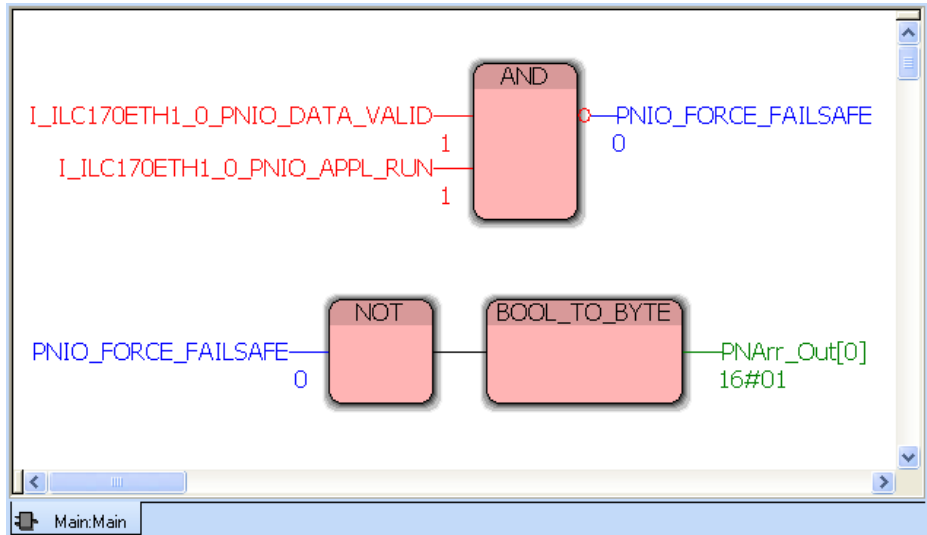 AND
I_ILC170ETH1_0_PNIO_DATA_VALID
PNIO_FORCE_FAILSAFE
1
0
I_ILC170ETH1_0_PNIO_APPL_RUN
1
NOT
BOOL_TO_BYTE
PNIO_FORCE_FAILSAFE
PNArr_Out[0]
0
16#01
Main:Main